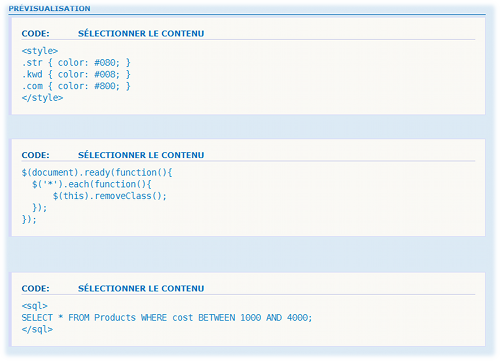 PRÉVISUALISATION
CODE: SÉLECTIONNER LE CONTENU
<style>
.str { color: #080; }
.kwd { color: #008; }
.com { color: #800; }
</style>
CODE: SÉLECTIONNER LE CONTENU
$(document).ready(function(){
  $('*').each(function(){
      $(this).removeClass();
  });
});
CODE: SÉLECTIONNER LE CONTENU
<sql>
SELECT * FROM Products WHERE cost BETWEEN 1000 AND 4000;
</sql>